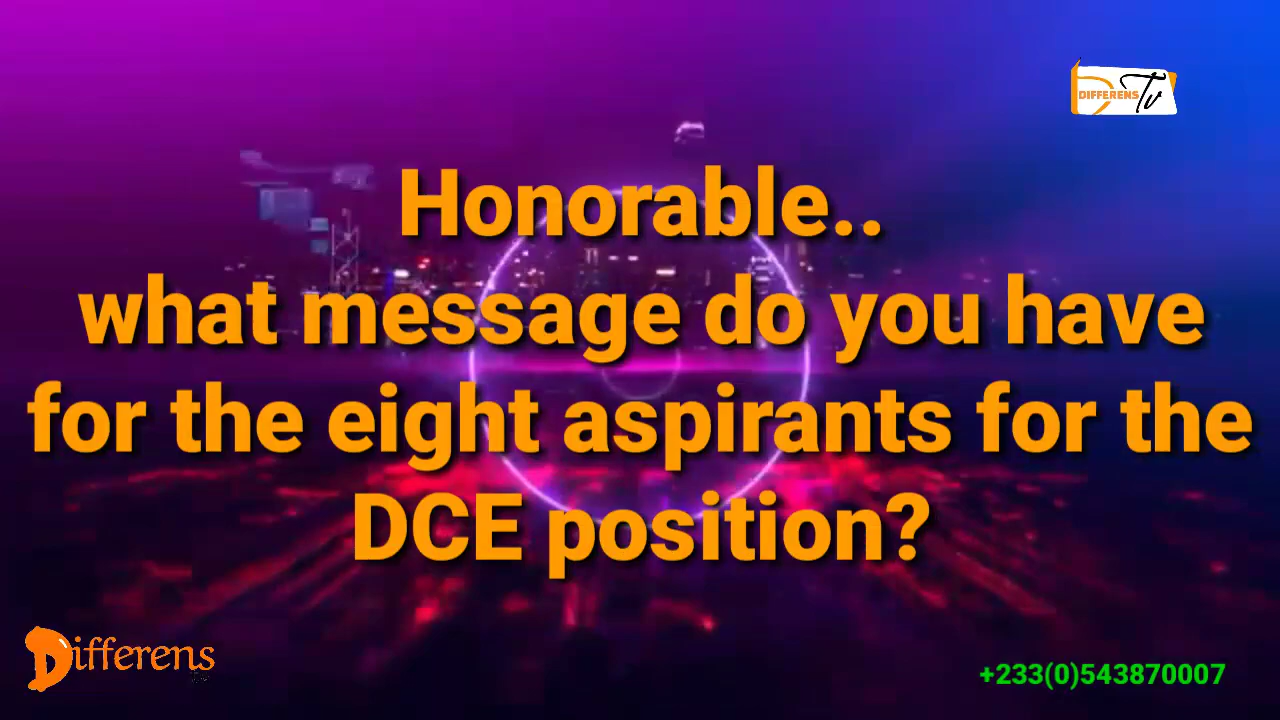 DIFFERENS Tv
Honorable..
what message do you have
for the eight aspirants for the
DCE position?
Differens
+233(0)543870007